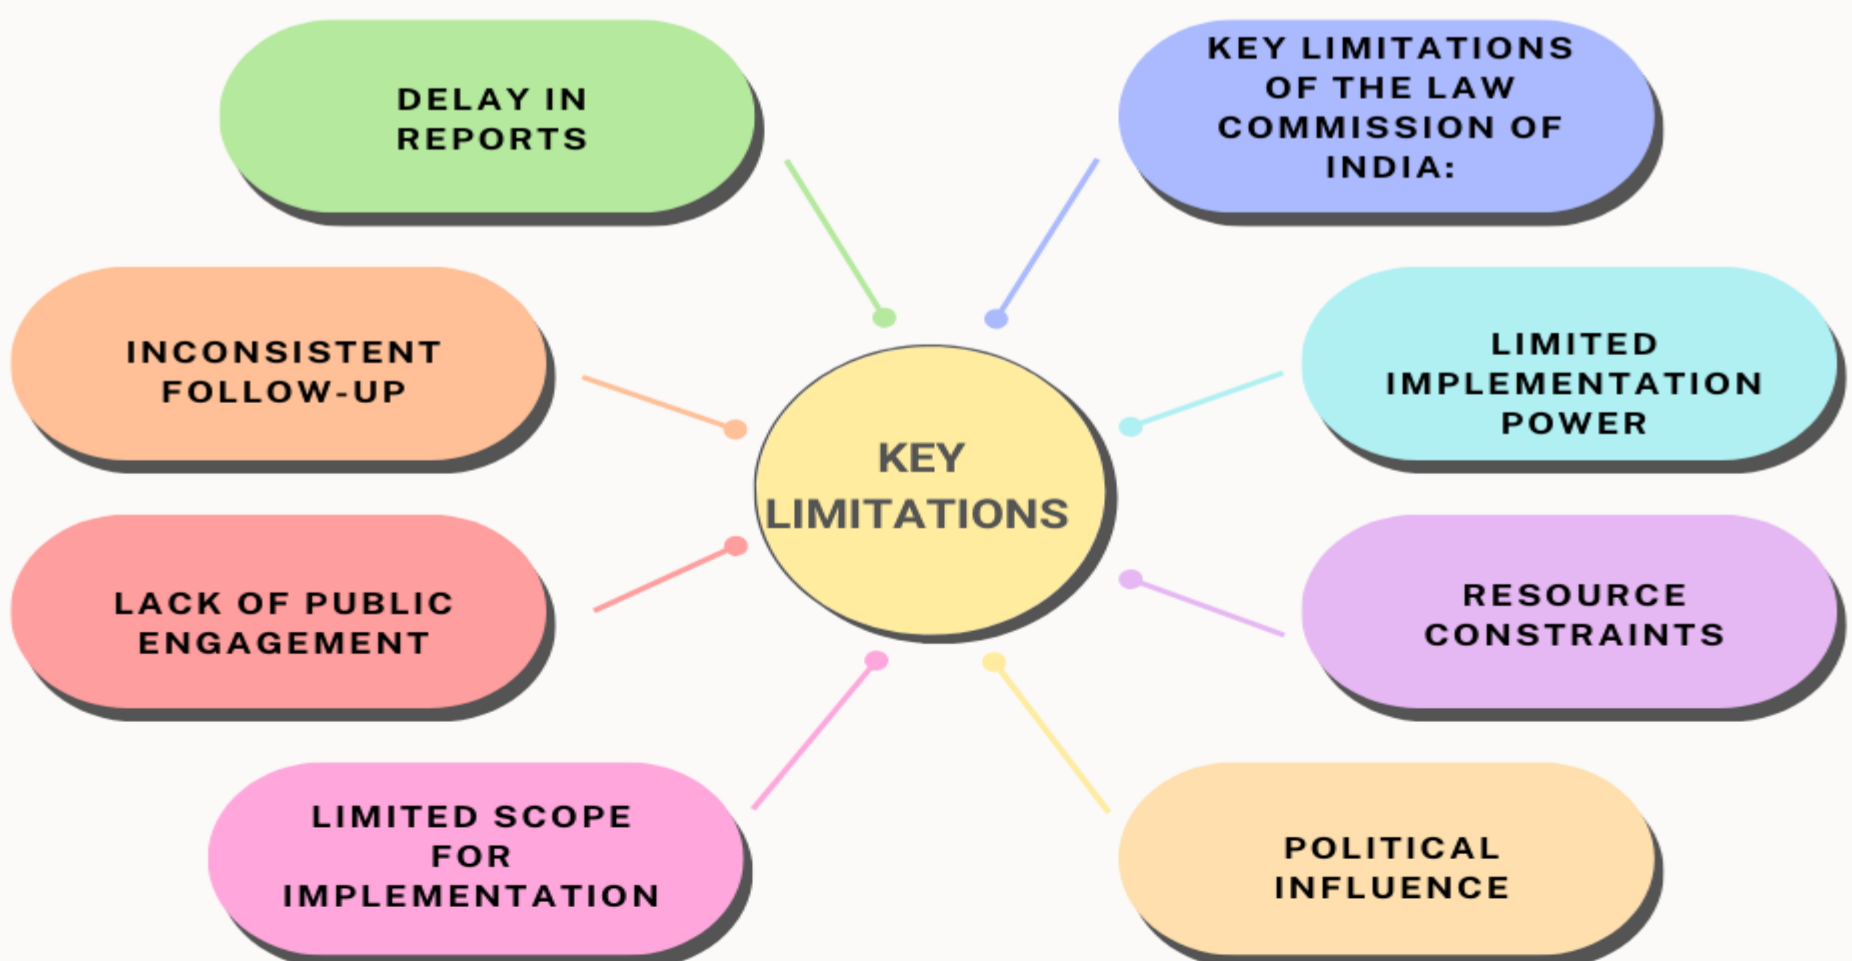 DELAY IN
REPORTS
KEY LIMITATIONS
OF THE LAW
COMMISSION OF
INDIA:
INCONSISTENT
FOLLOW-UP
LIMITED
IMPLEMENTATION
POWER
KEY
LIMITATIONS
LACK OF PUBLIC
ENGAGEMENT
RESOURCE
CONSTRAINTS
LIMITED SCOPE
FOR
IMPLEMENTATION
POLITICAL
INFLUENCE